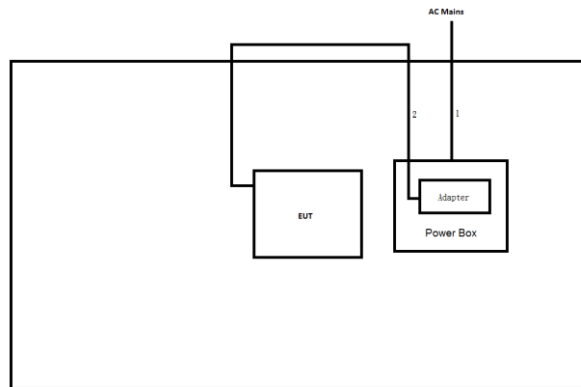 AC Mains
2
1
Adapter
EUT
Power Box